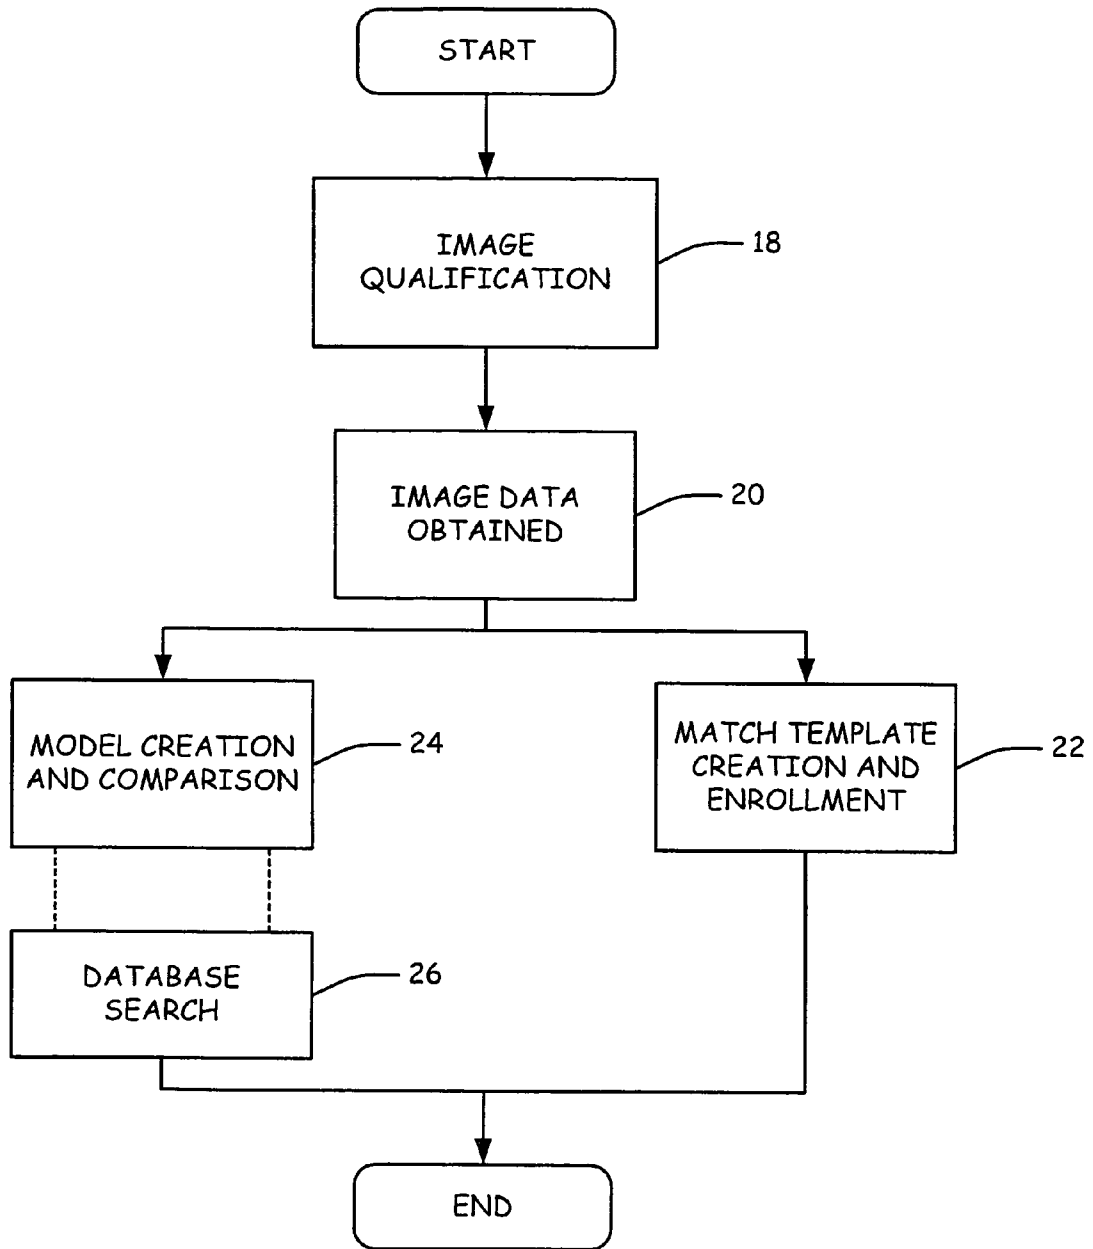 START
IMAGE
QUALIFICATION
18
IMAGE DATA
OBTAINED
20
MODEL CREATION
AND COMPARISON
24
MATCH TEMPLATE
CREATION AND
ENROLLMENT
22
DATABASE
SEARCH
26
END